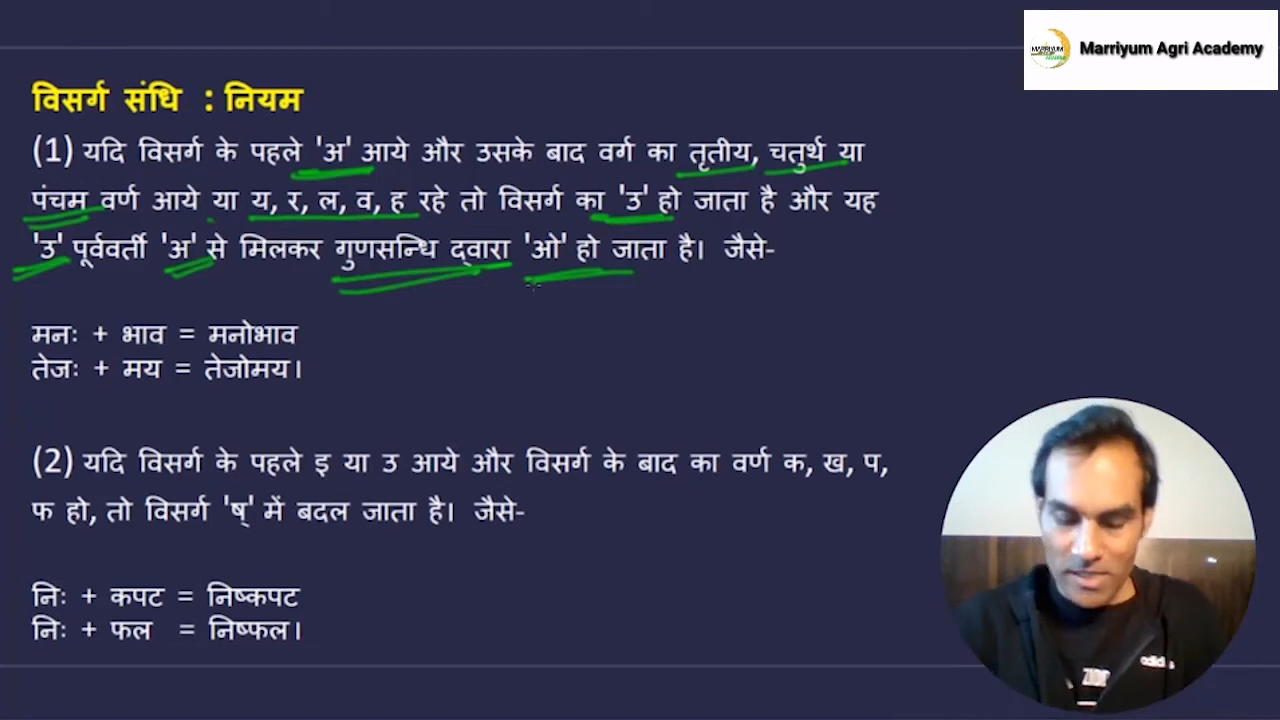 Marriyum Agri Academy
विसर्ग संधि : नियम
(1) यदि विसर्ग के पहले 'अ' आये और उसके बाद वर्ग का तृतीय, चतुर्थ या
पंचम वर्ण आये या य, र, ल, व, ह रहे तो विसर्ग का 'उ' हो जाता है और यह
'उ' पूर्ववर्ती 'अ' से मिलकर गुणसन्धि द्वारा 'ओ' हो जाता है। जैसे-
मनः + भाव = मनोभाव
तेजः + मय = तेजोमय।
(2) यदि विसर्ग के पहले इ या उ आये और विसर्ग के बाद का वर्ण क, ख, प,
फ हो, तो विसर्ग 'ष्' में बदल जाता है। जैसे-
निः + कपट = निष्कपट
निः + फल = निष्फल।
adidas